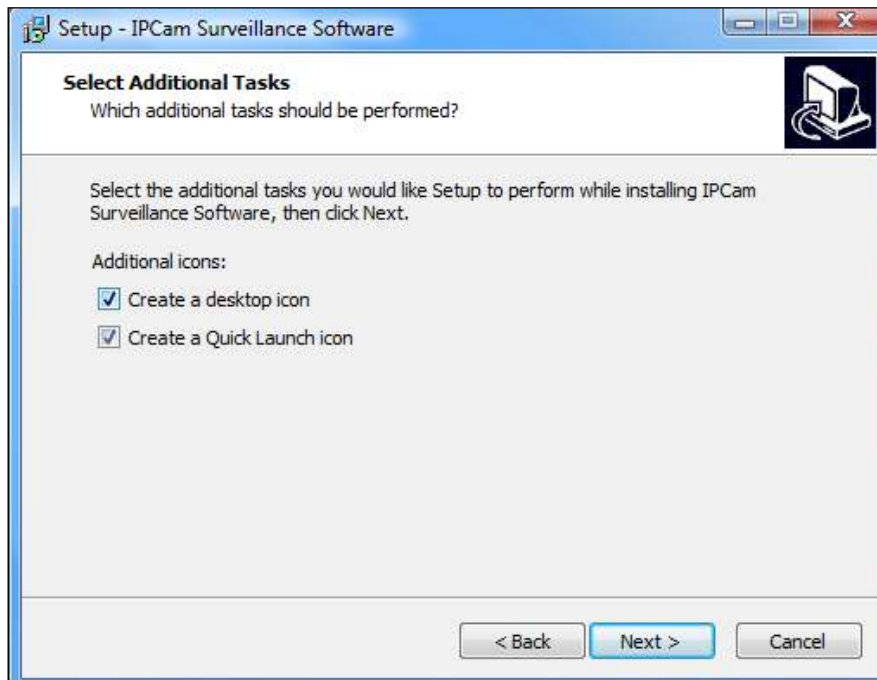 Setup - IPCam Surveillance Software
Select Additional Tasks
Which additional tasks should be performed?
Select the additional tasks you would like Setup to perform while installing IPCam
Surveillance Software, then click Next.
Additional icons:
Create a desktop icon
Create a Quick Launch icon
< Back Next > Cancel